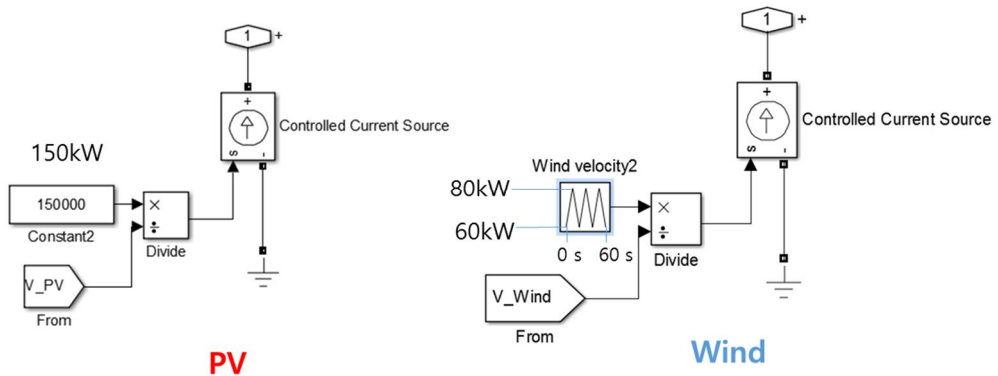 1
+
+
Controlled Current Source
s
-
150kW
150000
Constant2
×
÷
Divide
V_PV
From
PV
1
+
+
Controlled Current Source
s
-
Wind velocity2
80kW
60kW
0 s
60 s
×
÷
Divide
V_Wind
From
Wind